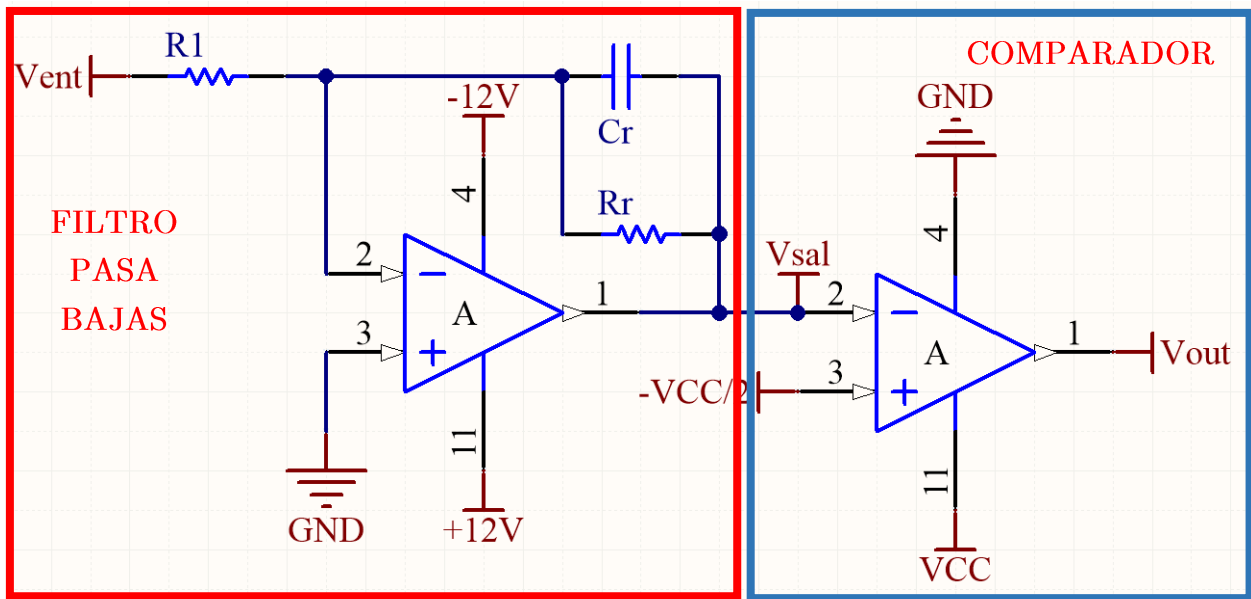 COMPARADOR
R1
Vent
-12V
GND
Cr
4
Rr
4
FILTRO
PASA
BAJAS
2
Vsal
2
1
A
3
1
A
Vout
3
-VCC/2
11
11
GND
+12V
VCC